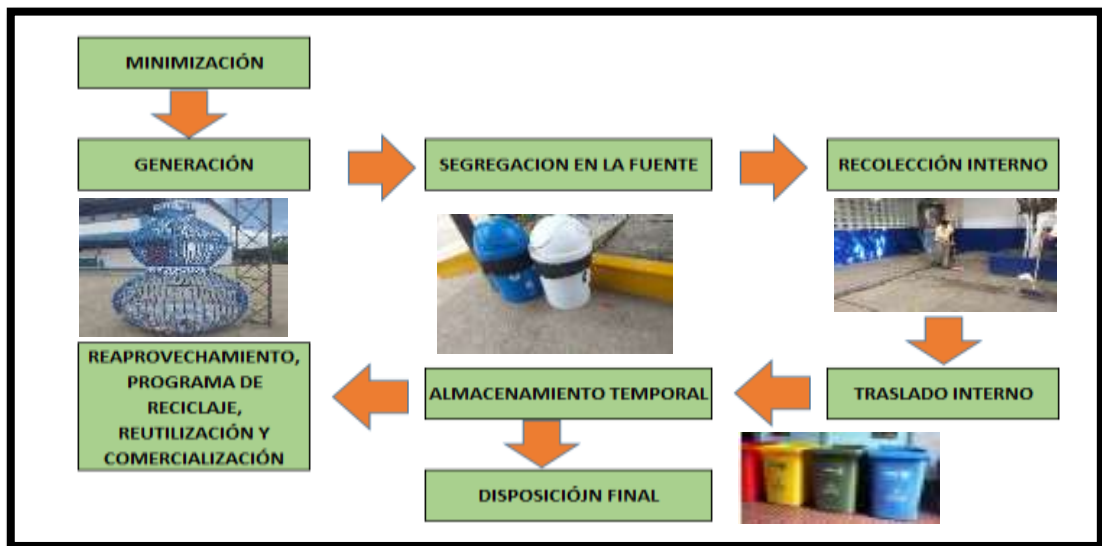 MINIMIZACIÓN
GENERACIÓN
SEGREGACION EN LA FUENTE
RECOLECCIÓN INTERNO
REAPROVECHAMIENTO,
PROGRAMA DE
RECICLAJE,
REUTILIZACIÓN Y
COMERCIALIZACIÓN
ALMACENAMIENTO TEMPORAL
TRASLADO INTERNO
DISPOSICIÓJN FINAL